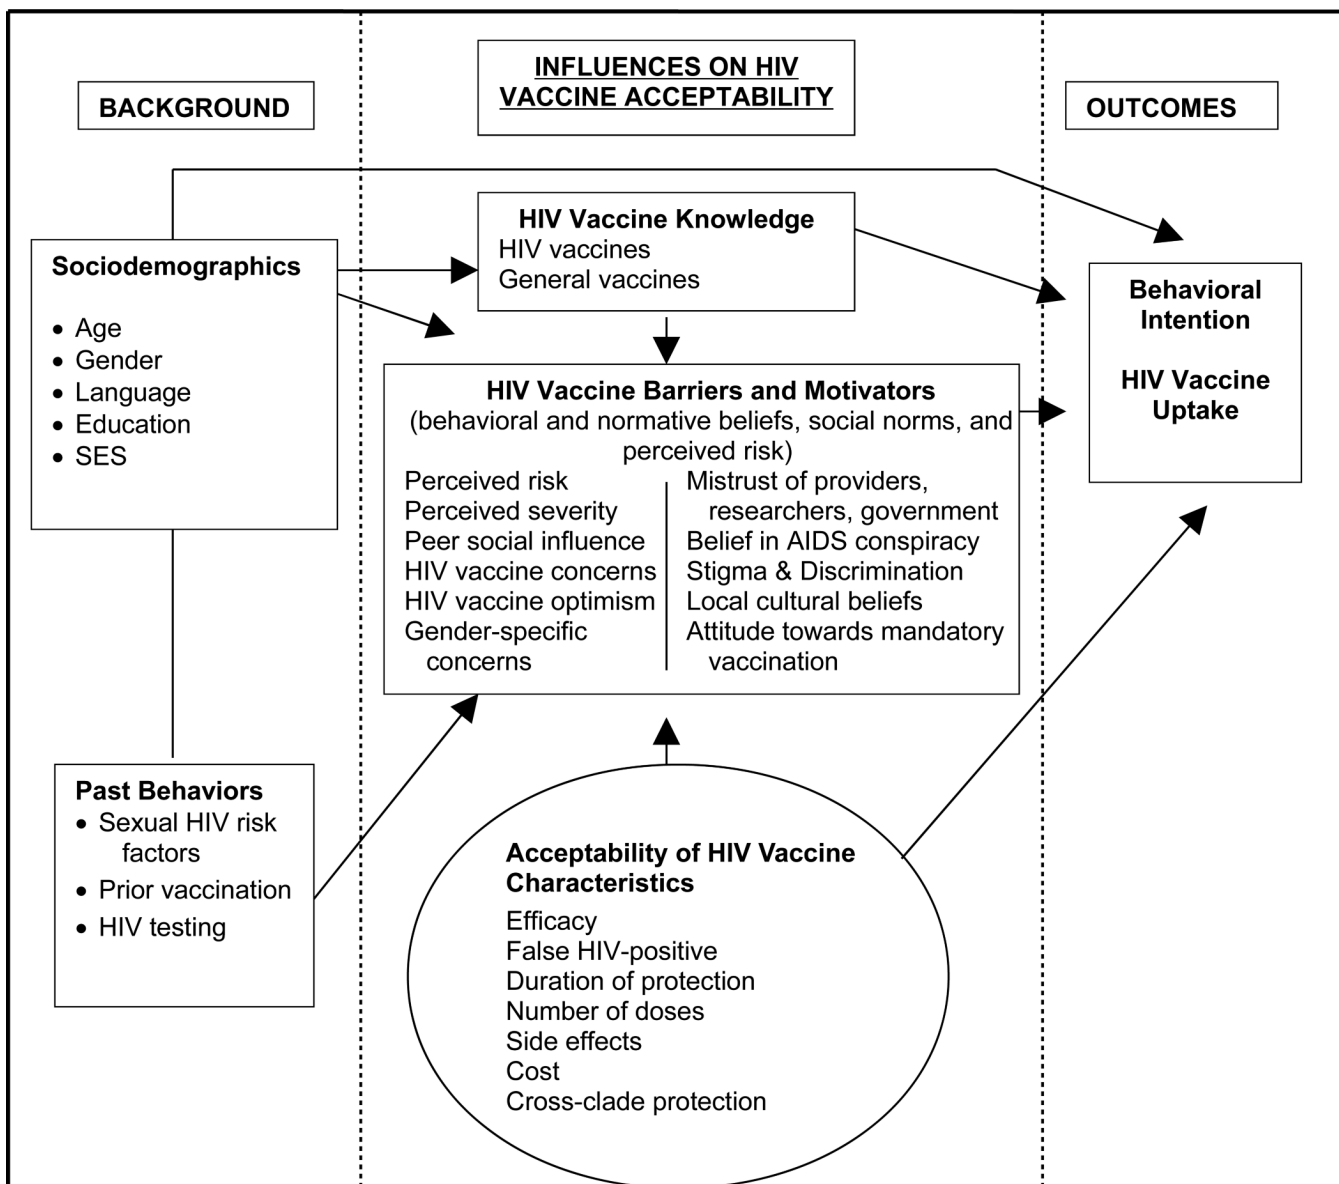 BACKGROUND
INFLUENCES ON HIV
VACCINE ACCEPTABILITY
OUTCOMES
Sociodemographics
• Age
• Gender
• Language
• Education
• SES
Past Behaviors
• Sexual HIV risk
factors
• Prior vaccination
• HIV testing
HIV Vaccine Knowledge
HIV vaccines
General vaccines
HIV Vaccine Barriers and Motivators
(behavioral and normative beliefs, social norms, and
perceived risk)
Perceived risk
Perceived severity
Peer social influence
HIV vaccine concerns
HIV vaccine optimism
Gender-specific
concerns
Mistrust of providers,
researchers, government
Belief in AIDS conspiracy
Stigma & Discrimination
Local cultural beliefs
Attitude towards mandatory
vaccination
Acceptability of HIV Vaccine
Characteristics
Efficacy
False HIV-positive
Duration of protection
Number of doses
Side effects
Cost
Cross-clade protection
Behavioral
Intention
HIV Vaccine
Uptake